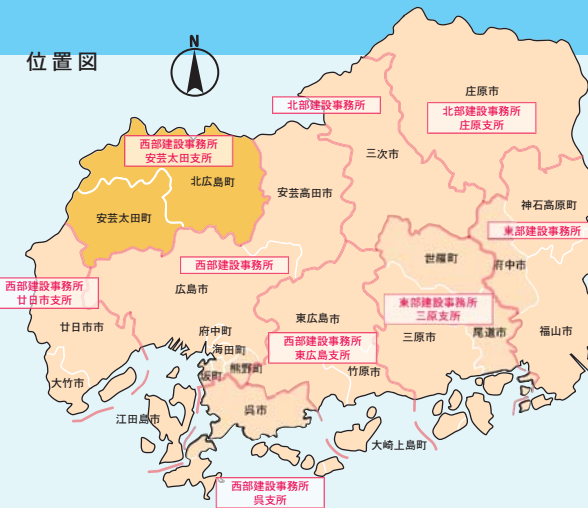 位置図
N
庄原市
北部建設事務所
北部建設事務所
庄原支所
西部建設事務所
安芸太田支所
三次市
北広島町
安芸高田市
神石高原町
安芸太田町
東部建設事務所
世羅町
府中市
西部建設事務所
広島市
西部建設事務所
廿日市支所
東部建設事務所
三原支所
廿日市市
府中町
東広島市
三原市
尾道市
福山市
海田町
西部建設事務所
東広島支所
坂町
熊野町
竹原市
大竹市
呉市
江田島市
大崎上島町
西部建設事務所
呉支所